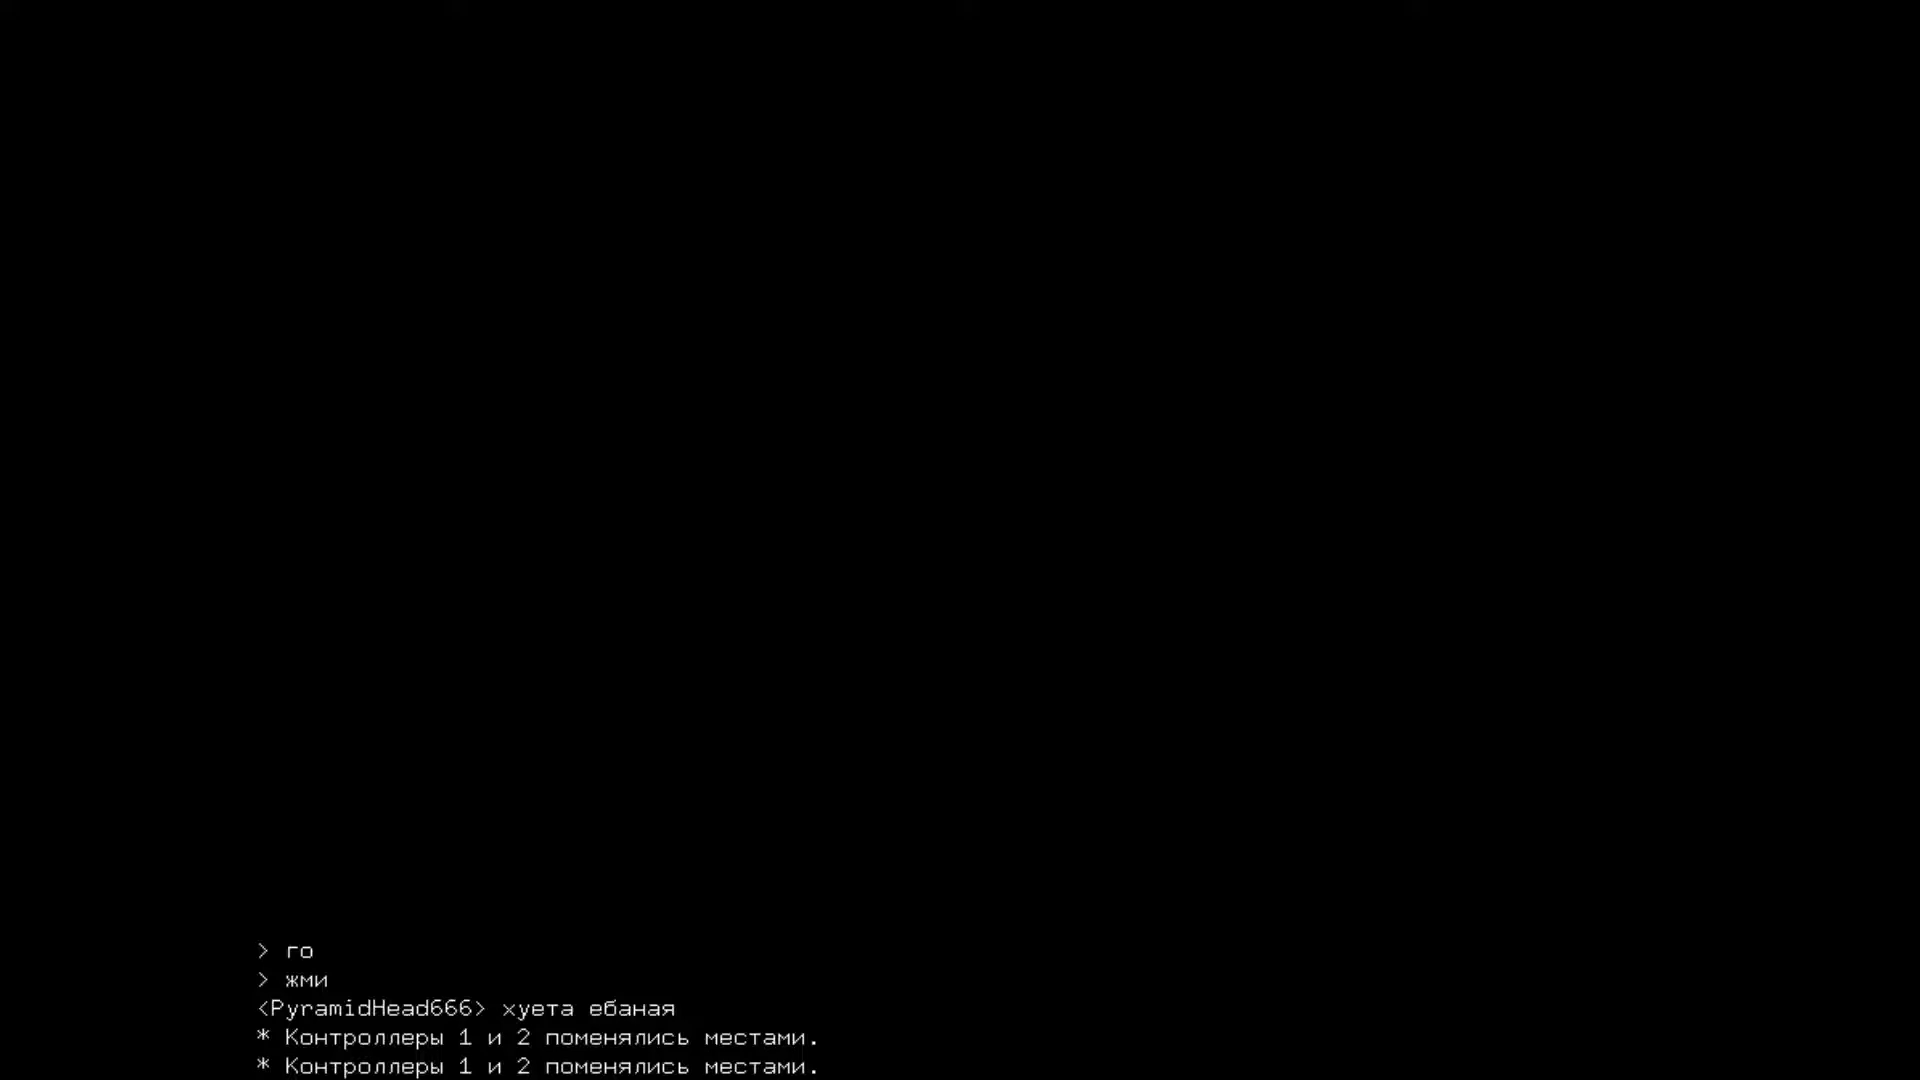 > го
> жми
<PyramidHead666> хуета ебаная
* Контроллеры 1 и 2 поменялись местами.
* Контроллеры 1 и 2 поменялись местами.